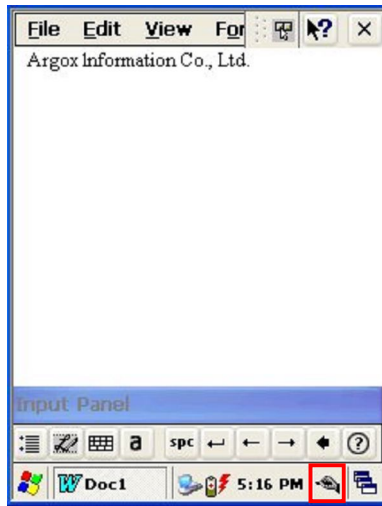 File Edit View For ?
Argox Information Co., Ltd.
Input Panel
a spc ?
Doc1 5:16 PM